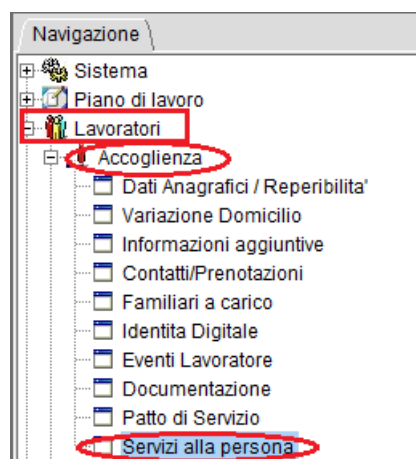 Navigazione
Sistema
Piano di lavoro
Lavoratori
Accoglienza
Dati Anagrafici / Reperibilita'
Variazione Domicilio
Informazioni aggiuntive
Contatti/Prenotazioni
Familiari a carico
Identita Digitale
Eventi Lavoratore
Documentazione
Patto di Servizio
Servizi alla persona